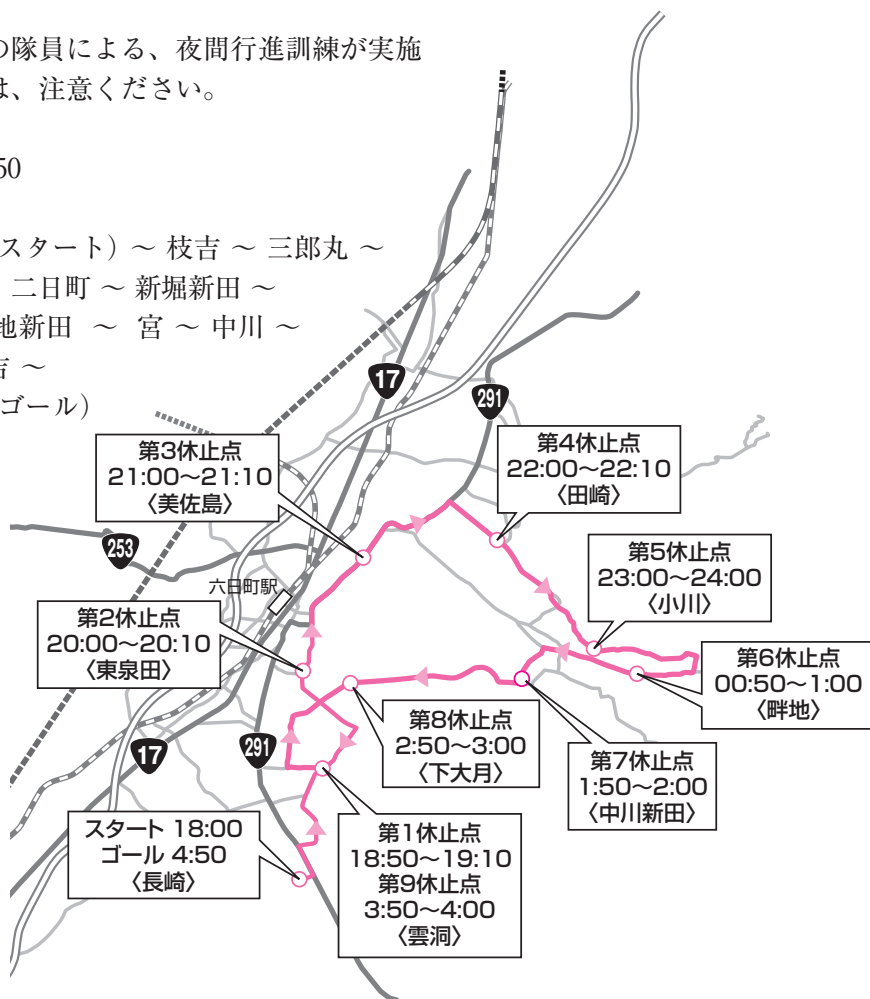 の隊員による、夜間行進訓練が実施
は、注意ください。
50
スタート）～ 枝吉 ～ 三郎丸 ～
二日町 ～ 新堀新田 ～
地新田 ～ 宮 ～ 中川 ～
吉 ～
ゴール）
17
291
第3休止点
21:00～21:10
〈美佐島〉
第4休止点
22:00～22:10
〈田崎〉
253
六日町駅
第5休止点
23:00～24:00
〈小川〉
第2休止点
20:00～20:10
〈東泉田〉
第6休止点
00:50～1:00
〈畔地〉
第8休止点
2:50～3:00
〈下大月〉
17
291
第7休止点
1:50～2:00
〈中川新田〉
スタート 18:00
ゴール 4:50
〈長崎〉
第1休止点
18:50～19:10
第9休止点
3:50～4:00
〈雲洞〉